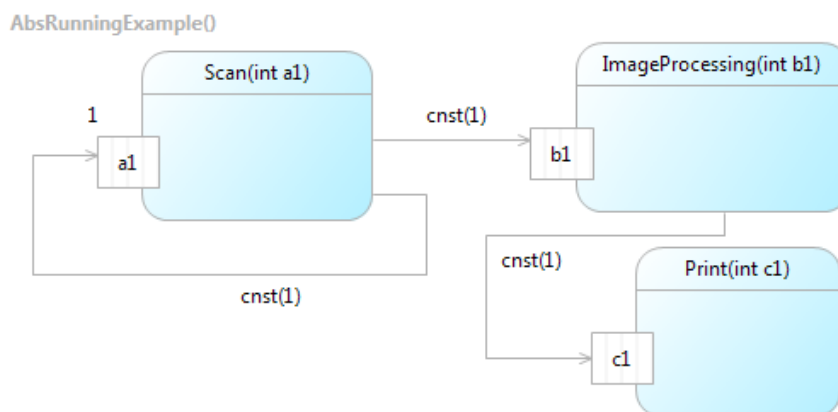 AbsRunningExample()
Scan(int a1)
ImageProcessing(int b1)
1
cnst(1)
a1
b1
cnst(1)
Print(int c1)
cnst(1)
c1